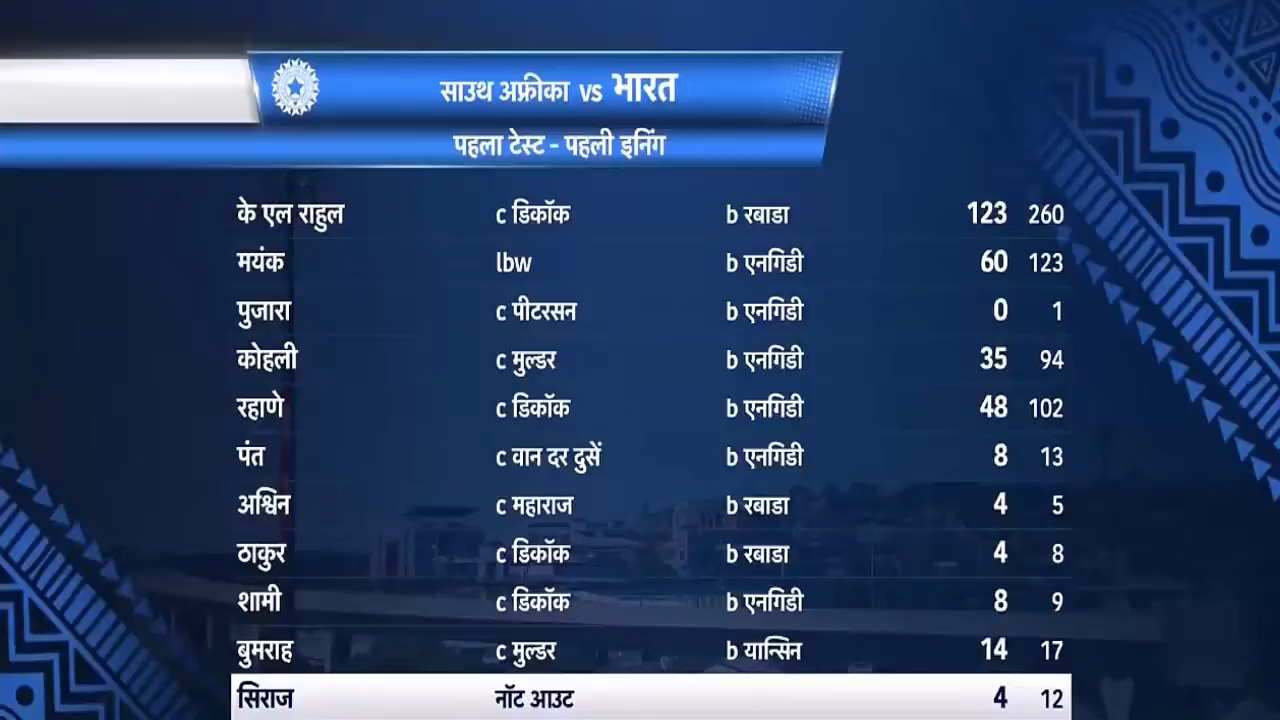 साउथ अफ्रीका vs भारत
पहला टेस्ट - पहली इनिंग
के एल राहुल c डिकॉक b रबाडा 123 260
मयंक lbw b एनगिडी 60 123
पुजारा c पीटरसन b एनगिडी 0 1
कोहली c मुल्डर b एनगिडी 35 94
रहाणे c डिकॉक b एनगिडी 48 102
पंत c वान दर दुसें b एनगिडी 8 13
अश्विन c महाराज b रबाडा 4 5
ठाकुर c डिकॉक b रबाडा 4 8
शामी c डिकॉक b एनगिडी 8 9
बुमराह c मुल्डर b यान्सिन 14 17
सिराज नॉट आउट 4 12